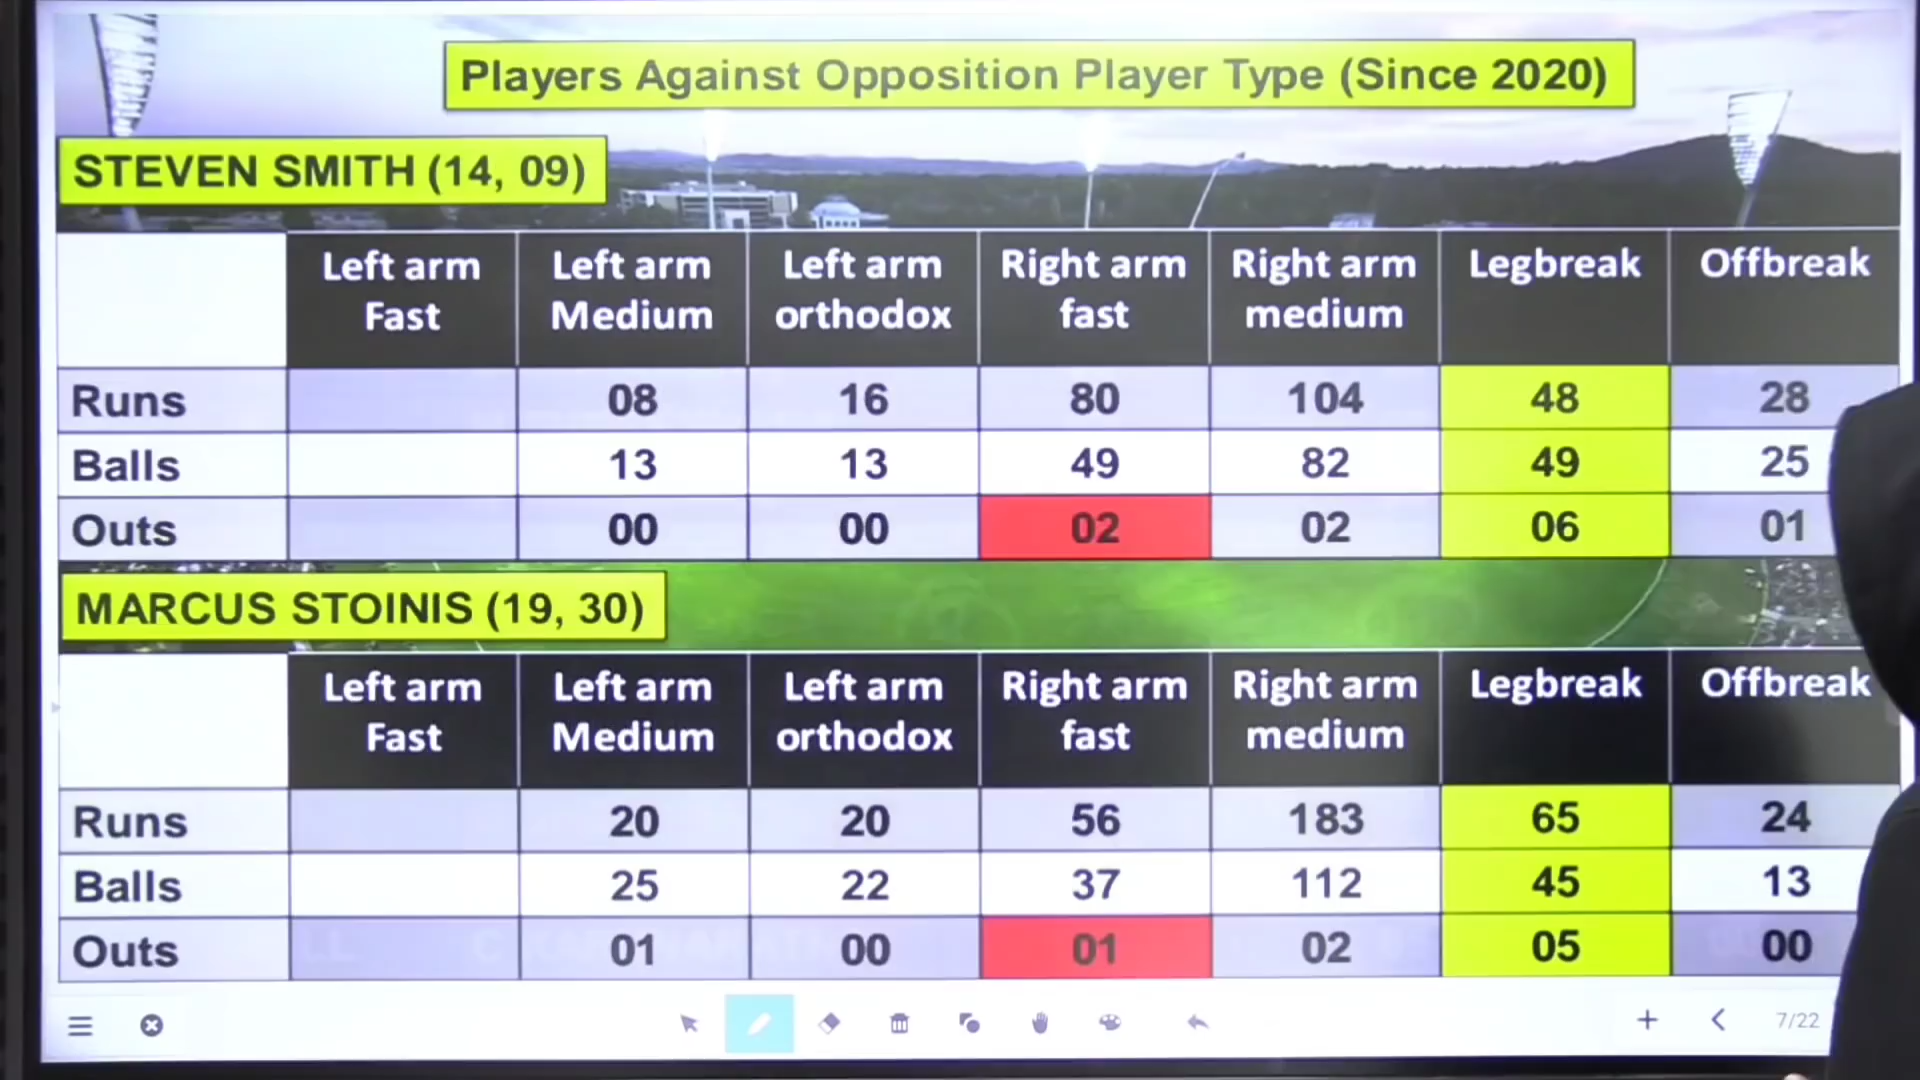 Players Against Opposition Player Type (Since 2020)
STEVEN SMITH (14, 09)
Left arm Fast Left arm Medium Left arm orthodox Right arm fast Right arm medium Legbreak Offbreak
Runs 08 16 80 104 48 28
Balls 13 13 49 82 49 25
Outs 00 00 02 02 06 01
MARCUS STOINIS (19, 30)
Left arm Fast Left arm Medium Left arm orthodox Right arm fast Right arm medium Legbreak Offbreak
Runs 20 20 56 183 65 24
Balls 25 22 37 112 45 13
Outs 01 00 01 02 05 00
7/22